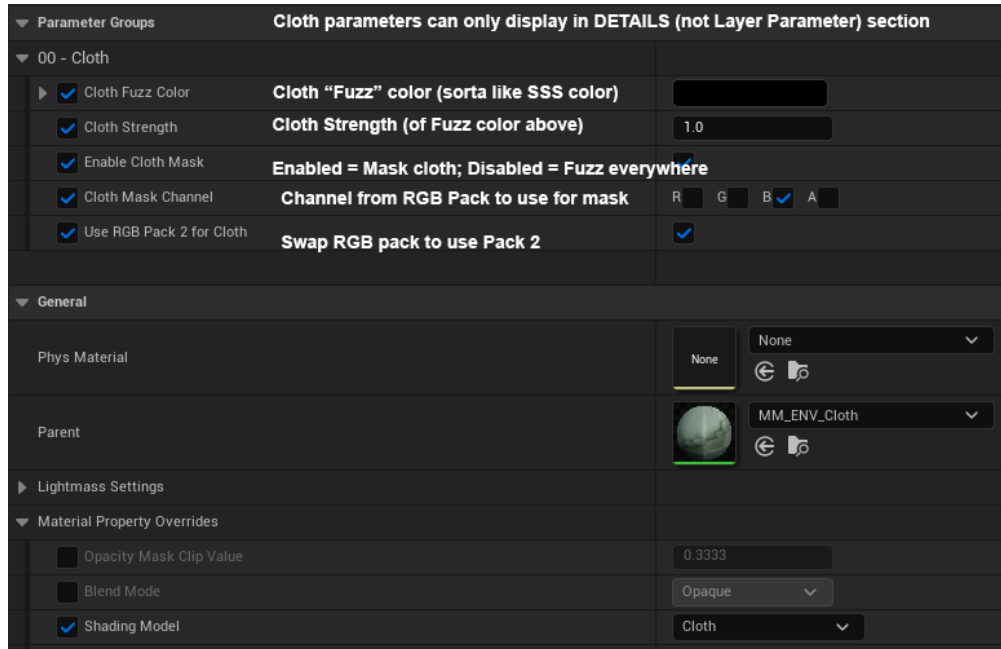 Parameter Groups Cloth parameters can only display in DETAILS (not Layer Parameter) section
00 - Cloth
Cloth Fuzz Color Cloth “Fuzz” color (sorta like SSS color)
Cloth Strength Cloth Strength (of Fuzz color above) 1.0
Enable Cloth Mask Enabled = Mask cloth; Disabled = Fuzz everywhere
Cloth Mask Channel Channel from RGB Pack to use for mask R G B A
Use RGB Pack 2 for Cloth Swap RGB pack to use Pack 2
General
Phys Material None None
Parent MM_ENV_Cloth
Lightmass Settings
Material Property Overrides
Opacity Mask Clip Value 0.3333
Blend Mode Opaque
Shading Model Cloth